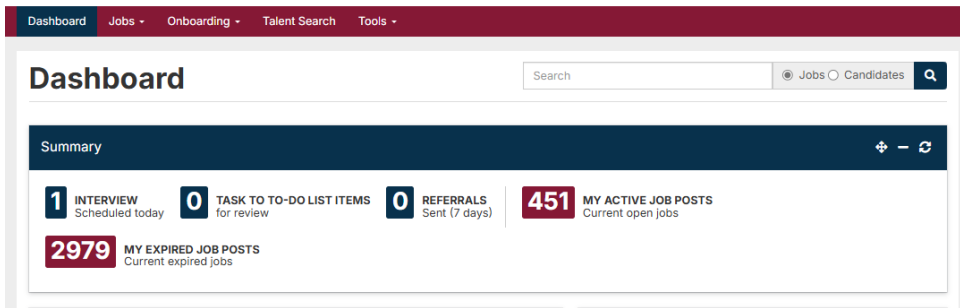 Dashboard Jobs Onboarding Talent Search Tools
Dashboard
Search Jobs Candidates
Summary
1 INTERVIEW
Scheduled today
0 TASK TO TO-DO LIST ITEMS
for review
0 REFERRALS
Sent (7 days)
451 MY ACTIVE JOB POSTS
Current open jobs
2979 MY EXPIRED JOB POSTS
Current expired jobs